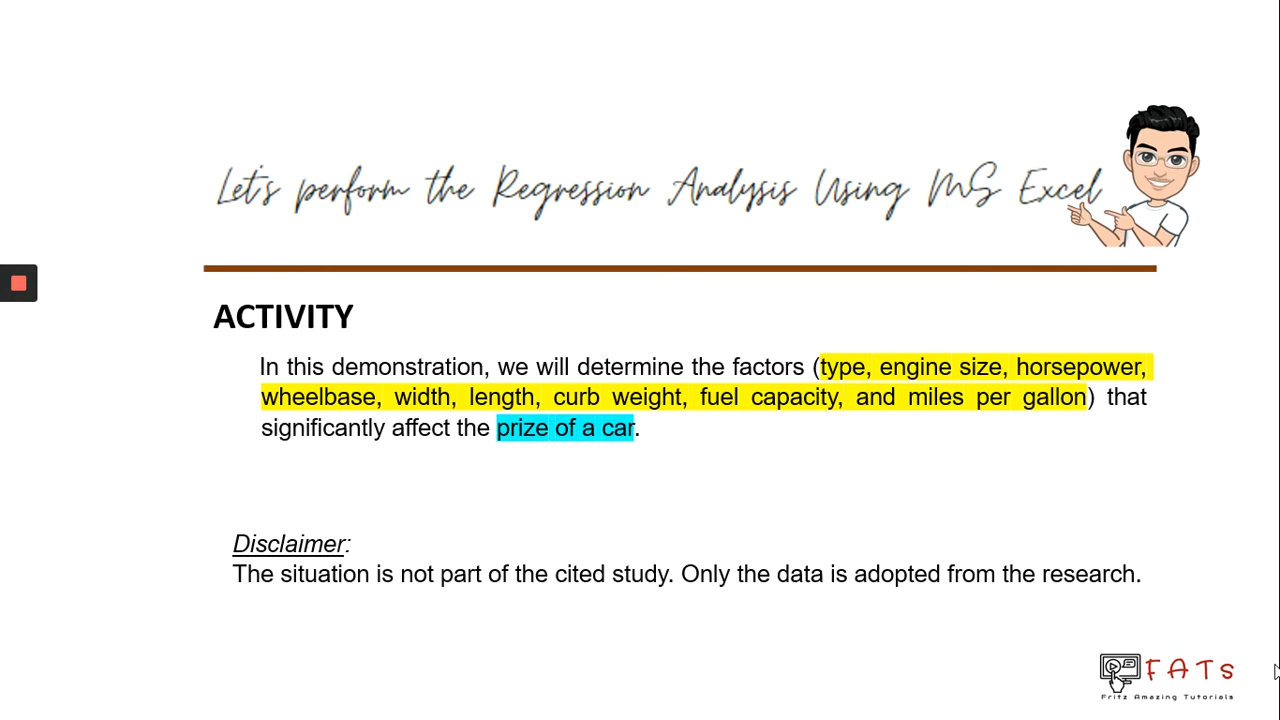 Let's perform the Regression Analysis Using MS Excel
ACTIVITY
In this demonstration, we will determine the factors (type, engine size, horsepower,
wheelbase, width, length, curb weight, fuel capacity, and miles per gallon) that
significantly affect the prize of a car.
Disclaimer:
The situation is not part of the cited study. Only the data is adopted from the research.
FATs
Fritz Amazing Tutorials